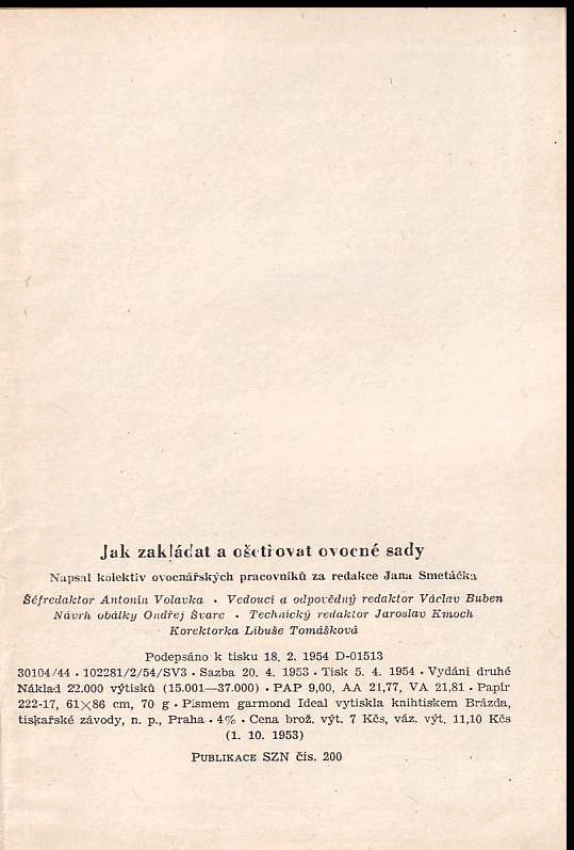 Jak zakládat a ošetřovat ovocné sady
Napsal kolektiv ovocnářských pracovníků za redakce Jana Smetáčka
Šéfredaktor Antonín Volavka • Vedoucí a odpovědný redaktor Václav Buben
Návrh obálky Ondřej Švarc • Technický redaktor Jaroslav Kmoch
Korektorka Libuše Tomášková
Podepsáno k tisku 18. 2. 1954 D-01513
30104/44 • 102281/2/54/SV3 • Sazba 20. 4. 1953 • Tisk 5. 4. 1954 • Vydání druhé
Náklad 22.000 výtisků (15.001—37.000) • PAP 9,00, AA 21,77, VA 21,81 • Papír
222-17, 61×86 cm, 70 g • Písmem garmond Ideal vytiskla knihtiskem Brázda,
tiskařské závody, n. p., Praha • 4% • Cena brož. výt. 7 Kčs, váz. výt. 11,10 Kčs
(1. 10. 1953)
PUBLIKACE SZN čís. 200